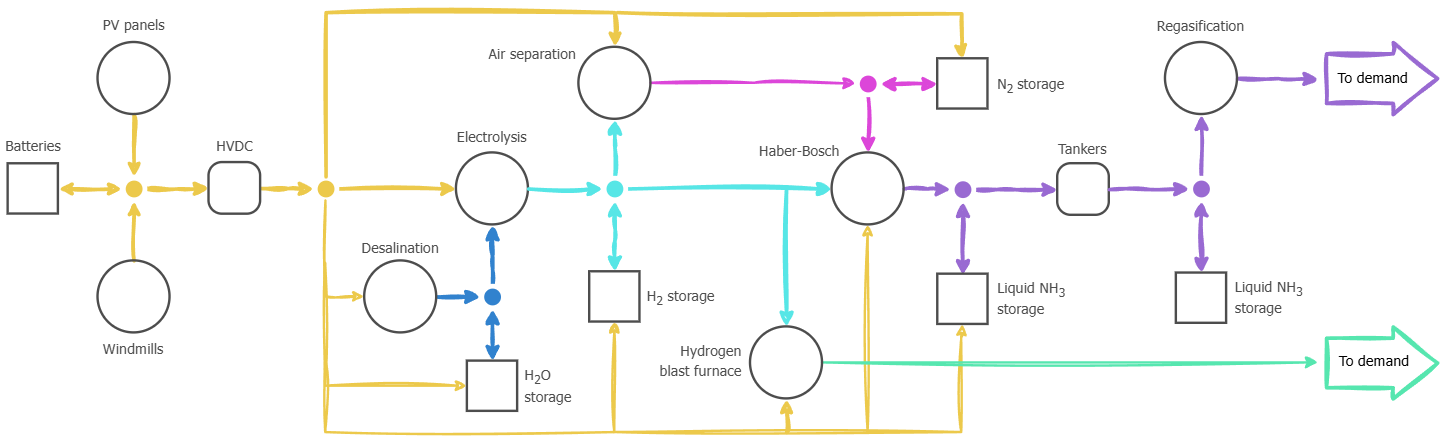 PV panels
Regasification
Air separation
To demand
N2 storage
Electrolysis
Batteries
HVDC
Haber-Bosch
Tankers
Desalination
H2 storage
Liquid NH3
storage
Liquid NH3
storage
Windmills
Hydrogen
blast furnace
To demand
H2O
storage